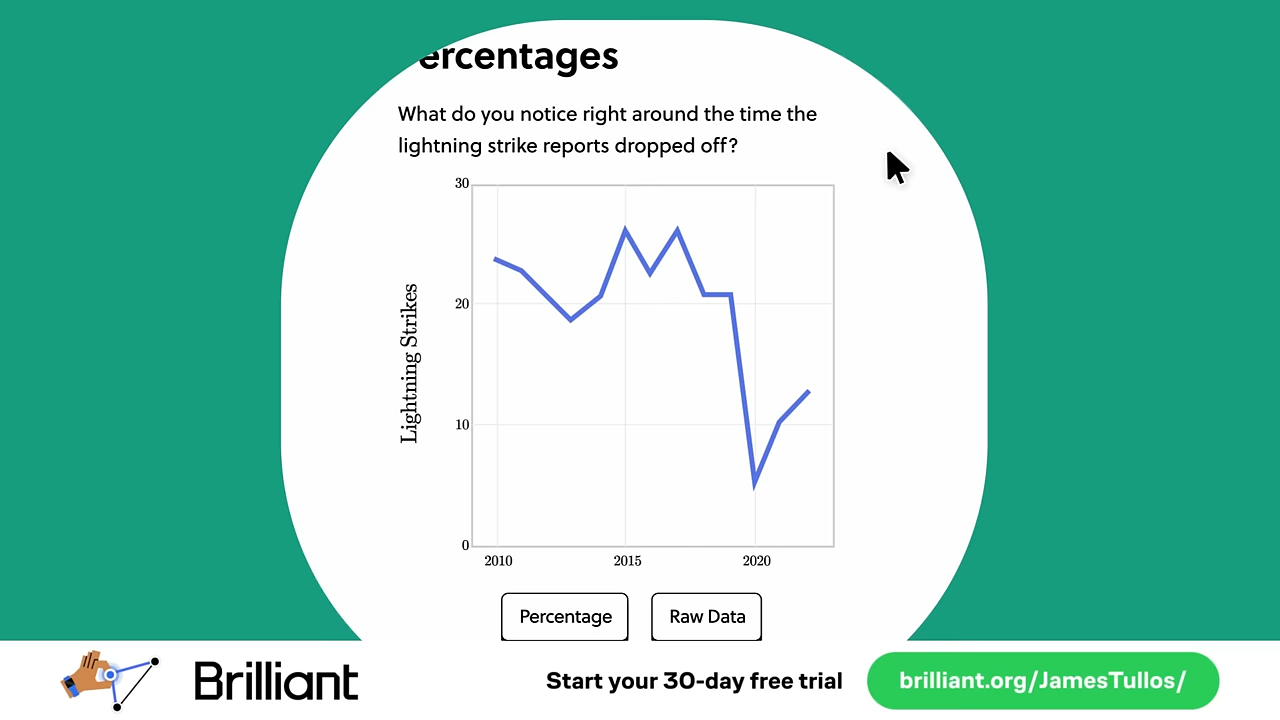 ercentages
What do you notice right around the time the
lightning strike reports dropped off?
30
20
10
0
Lightning Strikes
2010 2015 2020
Percentage Raw Data
Brilliant
Start your 30-day free trial
brilliant.org/JamesTullos/